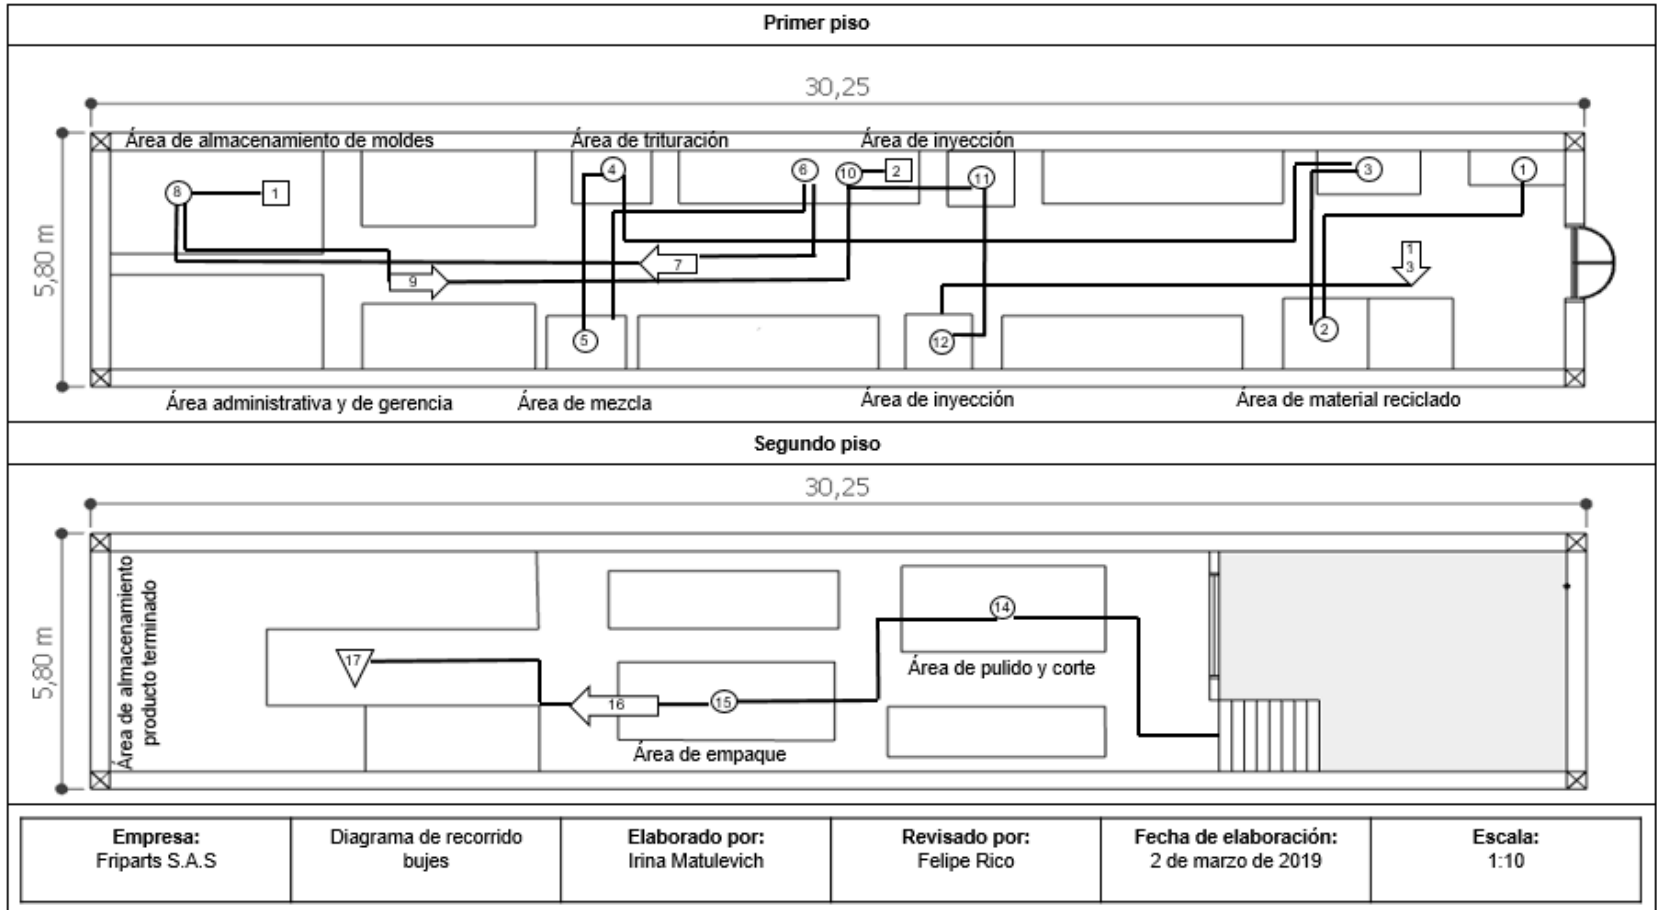 Primer piso
30,25
Área de almacenamiento de moldes
Área de trituración
Área de inyección
8
1
4
6
10
2
11
3
1
5,80 m
7
9
1
3
5
12
2
Área administrativa y de gerencia
Área de mezcla
Área de inyección
Área de material reciclado
Segundo piso
30,25
5,80 m
Área de almacenamiento
producto terminado
14
17
Área de pulido y corte
16
15
Área de empaque
Empresa:
Friparts S.A.S
Diagrama de recorrido
bujes
Elaborado por:
Irina Matulevich
Revisado por:
Felipe Rico
Fecha de elaboración:
2 de marzo de 2019
Escala:
1:10